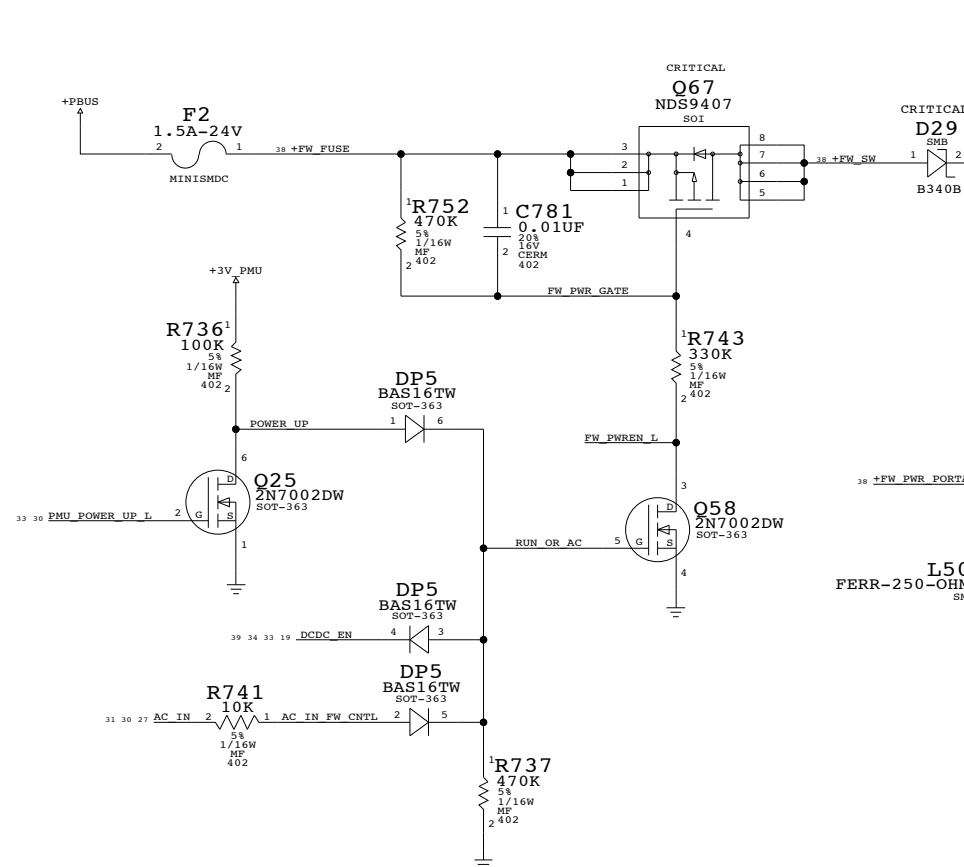 CRITICAL
Q67
NDS9407
SOI
+PBUS
F2
1.5A-24V
2 1
MINISMDC
38 +FW_FUSE
3
2
1
8
7
6
5
4
38 +FW_SW
CRITICAL
D29
SMB
1 2
B340B
1
R752
470K
5%
1/16W
MF
402
2
1
C781
0.01UF
20%
16V
CERM
402
2
FW_PWR_GATE
+3V_PMU
R736
1
100K
5%
1/16W
MF
402
2
1
R743
330K
5%
1/16W
MF
402
2
DP5
BAS16TW
SOT-363
POWER_UP
1 6
FW_PWREN_L
6
D
Q25
2N7002DW
SOT-363
33 30 PMU_POWER_UP_L 2 G S
1
38 +FW_PWR_PORTA
3
D
Q58
2N7002DW
SOT-363
RUN_OR_AC 5 G S
4
L50
FERR-250-OHM
SM
DP5
BAS16TW
SOT-363
39 34 33 19 DCDC_EN 4 3
DP5
BAS16TW
SOT-363
R741
10K
31 30 27 AC_IN 2 1 AC_IN_FW_CNTL 2 5
5%
1/16W
MF
402
1
R737
470K
5%
1/16W
MF
402
2